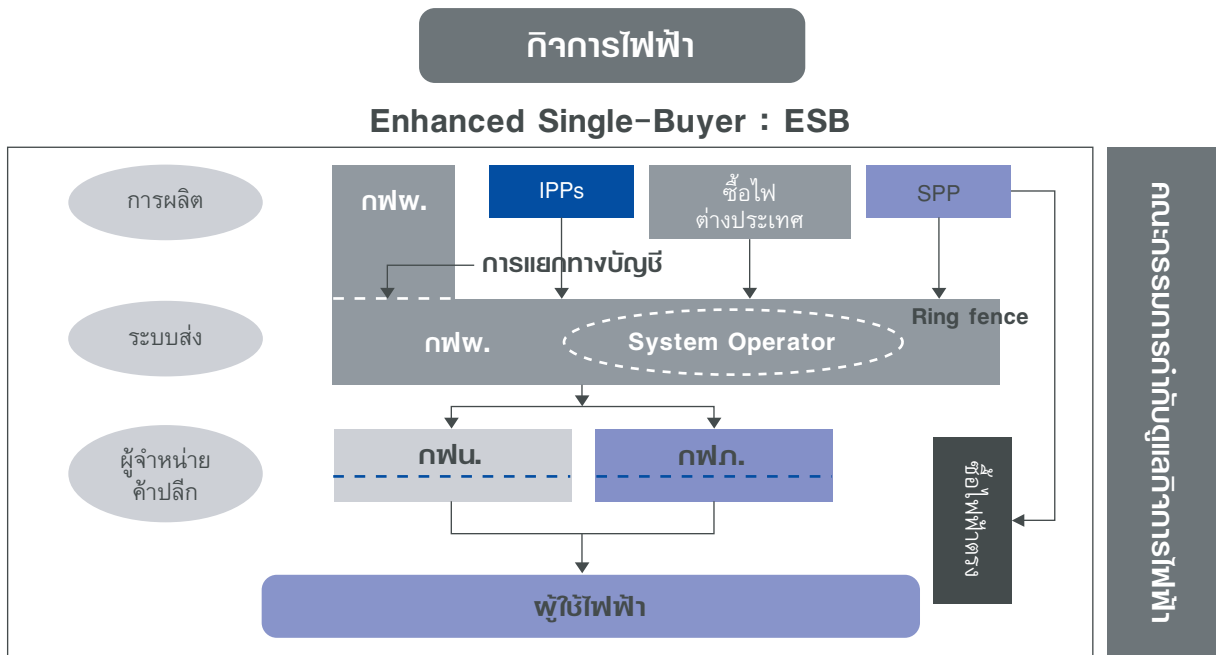 กิจการไฟฟ้า
Enhanced Single-Buyer : ESB
การผลิต
กฟผ.
IPPs
ซื้อไฟ
ต่างประเทศ
SPP
การแยกทางบัญชี
ระบบส่ง
กฟผ.
System Operator
Ring fence
ผู้จำหน่าย
ค้าปลีก
กฟน.
กฟภ.
ซื้อไฟฟ้าตรง
ผู้ใช้ไฟฟ้า
คณะกรรมการกำกับดูแลกิจการไฟฟ้า